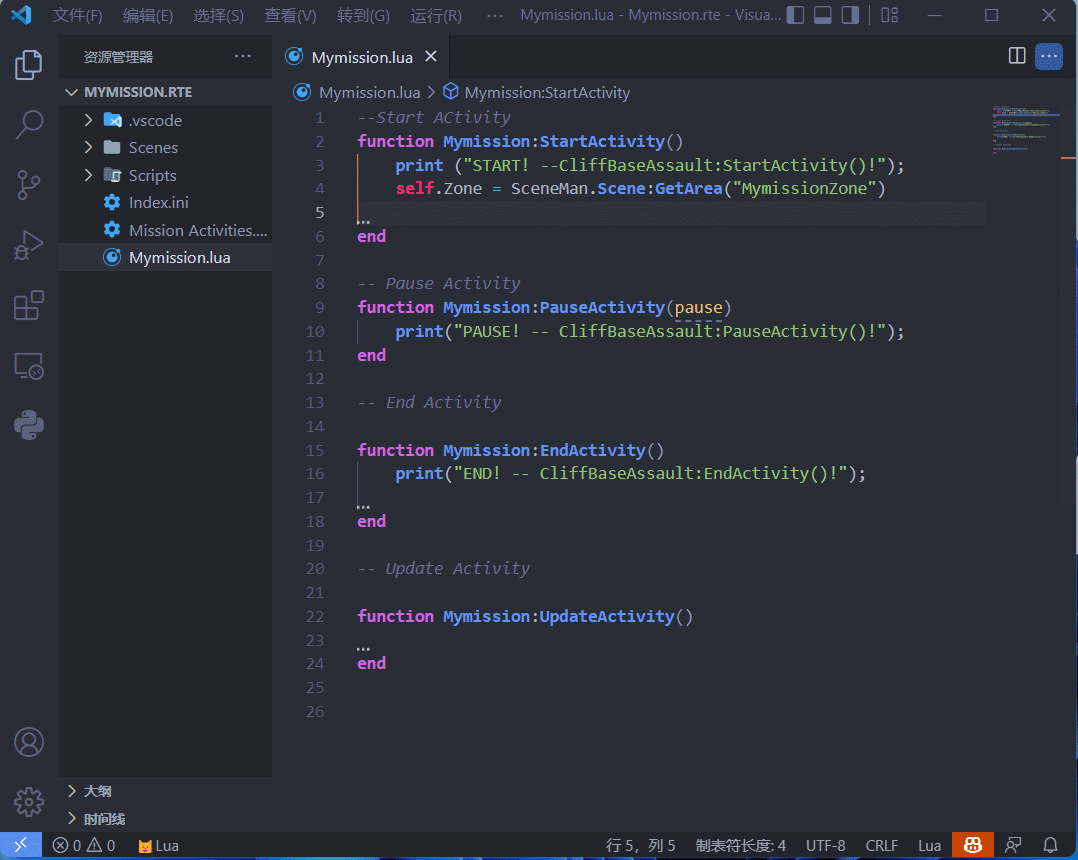 文件(F) 编辑(E) 选择(S) 查看(V) 转到(G) 运行(R) ··· Mymission.lua - Mymission.rte - Visua...
资源管理器 ···
MYMISSION.RTE
.vscode
Scenes
Scripts
Index.ini
Mission Activities....
Mymission.lua
大纲
时间线
Mymission.lua
Mymission.lua > Mymission:StartActivity
1 --Start ACtivity
2 function Mymission:StartActivity()
3     print ("START! --CliffBaseAssault:StartActivity()!");
4     self.Zone = SceneMan.Scene:GetArea("MymissionZone")
5
6 end
7
8 -- Pause Activity
9 function Mymission:PauseActivity(pause)
10     print("PAUSE! -- CliffBaseAssault:PauseActivity()!");
11 end
12
13 -- End Activity
14
15 function Mymission:EndActivity()
16     print("END! -- CliffBaseAssault:EndActivity()!");
17
18 end
19
20 -- Update Activity
21
22 function Mymission:UpdateActivity()
23
24 end
25
26
0 0 Lua 行 5，列 5 制表符长度: 4 UTF-8 CRLF Lua